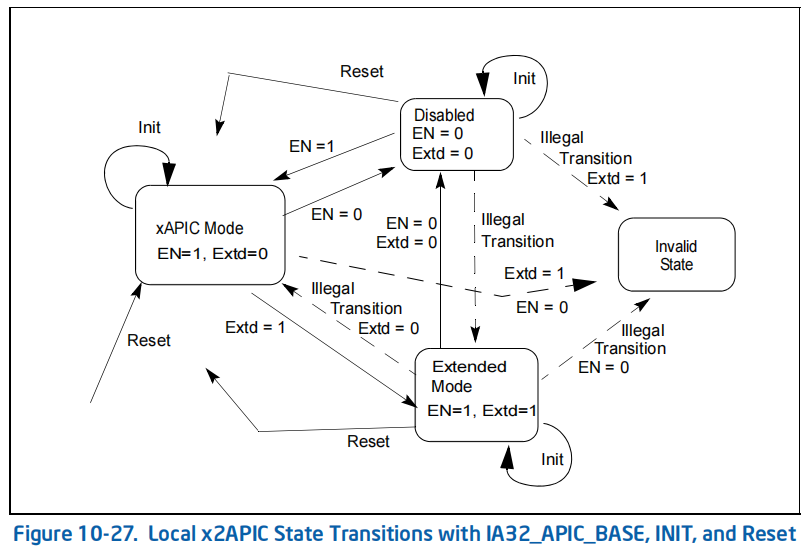 Reset
Init
Disabled
EN = 0
Extd = 0
Init
EN =1
Illegal
Transition
Extd = 1
xAPIC Mode
EN=1, Extd=0
EN = 0
EN = 0
Extd = 0
Illegal
Transition
Invalid
State
Extd = 1
EN = 0
Illegal
Transition
Extd = 0
Extd = 1
Reset
Illegal
Transition
EN = 0
Extended
Mode
EN=1, Extd=1
Reset
Init
Figure 10-27. Local x2APIC State Transitions with IA32_APIC_BASE, INIT, and Reset